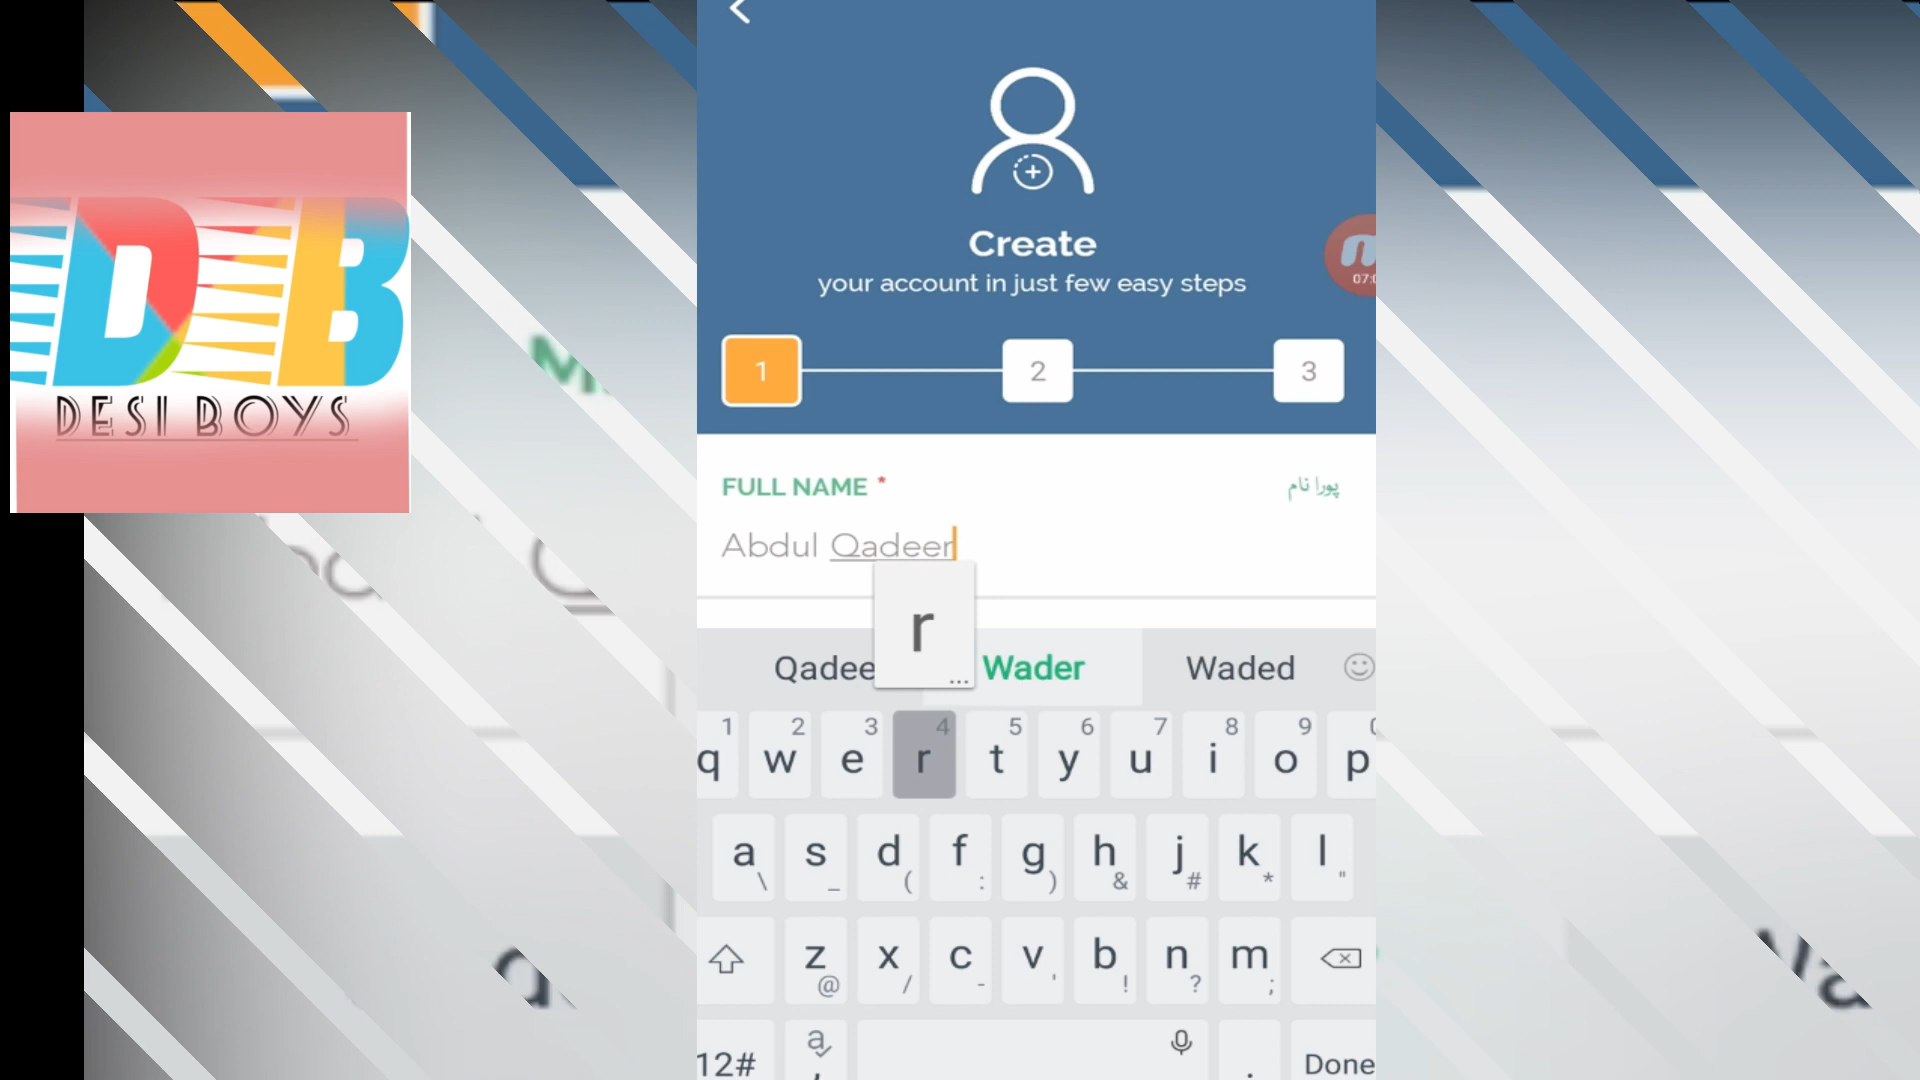 DB
DESI BOYS
Create
your account in just few easy steps
1 2 3
FULL NAME * پورا نام
Abdul Qadeer
r
...
Wader Waded
1 2 3 4 5 6 7 8 9
q w e r t y u i o p
a s d f g h j k l
\ _ ( : ) & # * "
z x c v b n m
@ / - ' ! ? ;
12# a , . Done